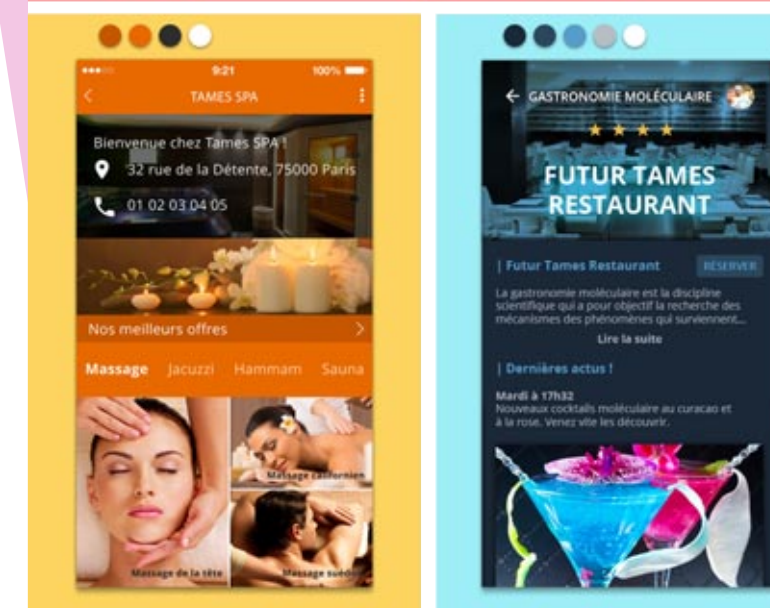 9:21
100%
TAMES SPA
Bienvenue chez Tames SPA !
32 rue de la Détente, 75000 Paris
01 02 03 04 05
Nos meilleurs offres
Massage
Jacuzzi
Hammam
Sauna
Massage californien
Massage de la tête
Massage suédois
GASTRONOMIE MOLÉCULAIRE
FUTUR TAMES
RESTAURANT
| Futur Tames Restaurant
RÉSERVER
La gastronomie moléculaire est la discipline
scientifique qui a pour objectif la recherche des
mécanismes des phénomènes qui surviennent...
Lire la suite
| Dernières actus !
Mardi à 17h32
Nouveaux cocktails moléculaire au curacao et
à la rose. Venez vite les découvrir.